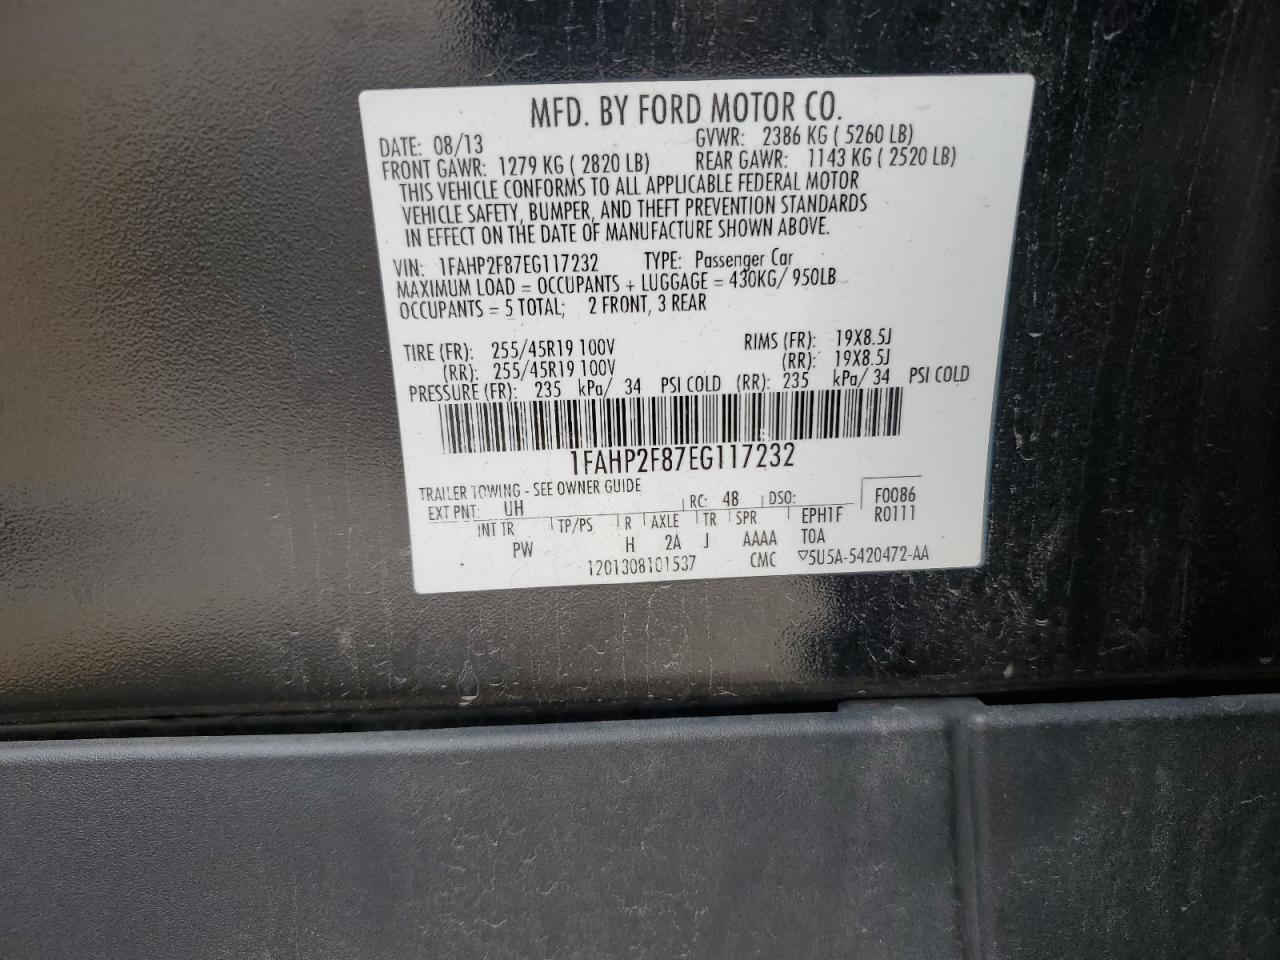 MFD. BY FORD MOTOR CO.
DATE: 08/13 GVWR: 2386 KG ( 5260 LB)
FRONT GAWR: 1279 KG ( 2820 LB) REAR GAWR: 1143 KG ( 2520 LB)
THIS VEHICLE CONFORMS TO ALL APPLICABLE FEDERAL MOTOR
VEHICLE SAFETY, BUMPER, AND THEFT PREVENTION STANDARDS
IN EFFECT ON THE DATE OF MANUFACTURE SHOWN ABOVE.
VIN: 1FAHP2F87EG117232 TYPE: Passenger Car
MAXIMUM LOAD = OCCUPANTS + LUGGAGE = 430KG/ 950LB
OCCUPANTS = 5 TOTAL; 2 FRONT, 3 REAR
TIRE (FR): 255/45R19 100V RIMS (FR): 19X8.5J
(RR): 255/45R19 100V (RR): 19X8.5J
PRESSURE (FR): 235 kPa/ 34 PSI COLD (RR): 235 kPa/ 34 PSI COLD
1FAHP2F87EG117232
TRAILER TOWING - SEE OWNER GUIDE
EXT PNT: UH RC: 48 DSO: F0086
INT TR TP/PS R AXLE TR SPR EPH1F R0111
PW H 2A J AAAA TOA
1201308101537 CMC ▽5U5A-5420472-AA